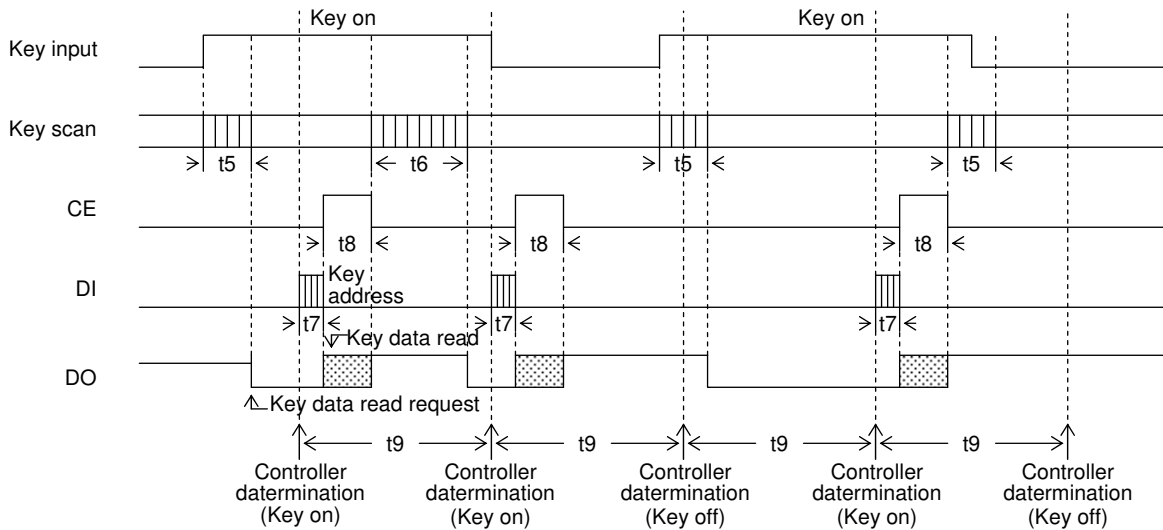 Key on
Key on
Key input
Key scan
t5
t6
t5
t5
CE
t8
t8
t8
DI
Key
address
t7
t7
t7
Key data read
DO
Key data read request
t9
t9
t9
t9
Controller
datermination
(Key on)
Controller
datermination
(Key on)
Controller
datermination
(Key off)
Controller
datermination
(Key on)
Controller
datermination
(Key off)